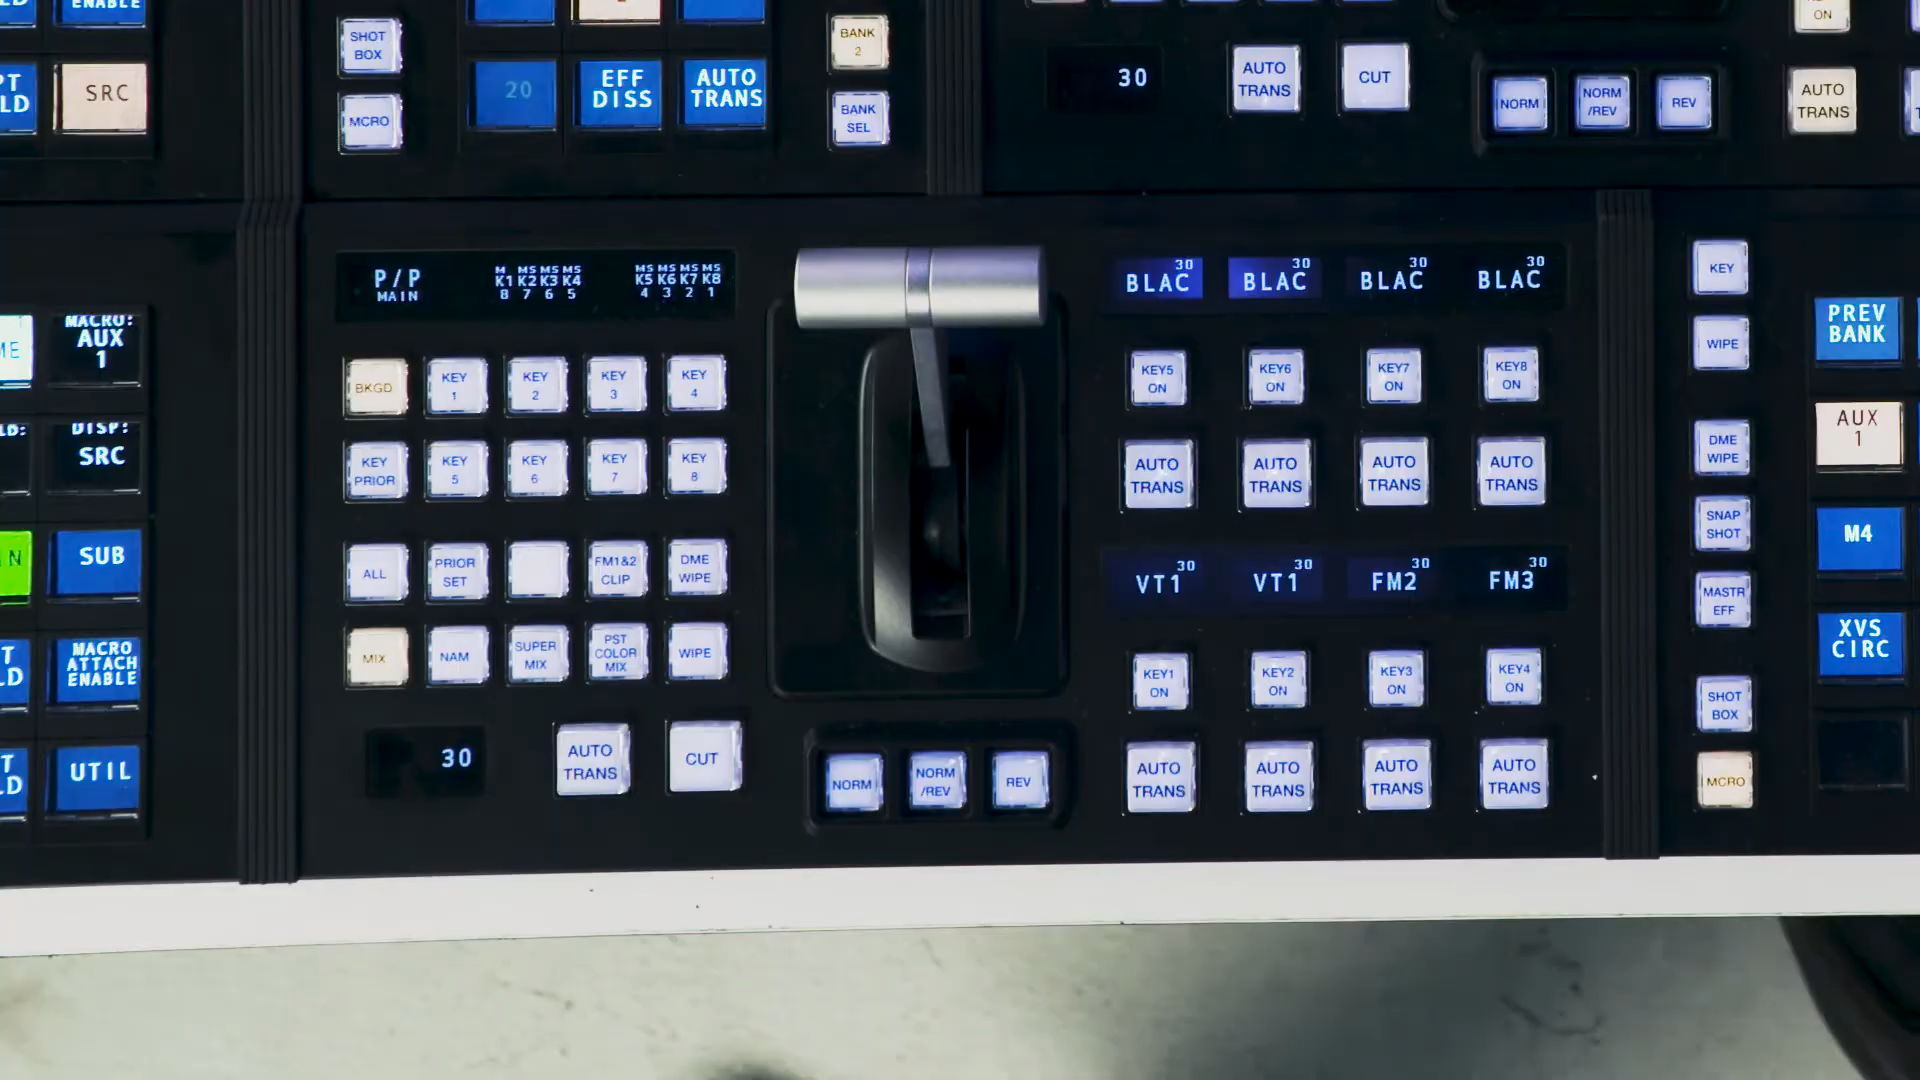 ENABLE
SHOT
BOX
BANK
2
ON
SRC
MCRO
20
EFF
DISS
AUTO
TRANS
BANK
SEL
30
AUTO
TRANS
CUT
NORM
NORM
/REV
REV
AUTO
TRANS
P/P
MAIN
M MS MS MS
K1 K2 K3 K4
8 7 6 5
MS MS MS MS
K5 K6 K7 K8
4 3 2 1
BLAC 30
BLAC 30
BLAC 30
BLAC 30
KEY
MACRO:
AUX
1
BKGD
KEY
1
KEY
2
KEY
3
KEY
4
KEY5
ON
KEY6
ON
KEY7
ON
KEY8
ON
WIPE
PREV
BANK
DISP:
SRC
KEY
PRIOR
KEY
5
KEY
6
KEY
7
KEY
8
AUTO
TRANS
AUTO
TRANS
AUTO
TRANS
AUTO
TRANS
DME
WIPE
AUX
1
SUB
ALL
PRIOR
SET
FM1&2
CLIP
DME
WIPE
VT1 30
VT1 30
FM2 30
FM3 30
SNAP
SHOT
M4
MASTR
EFF
MACRO
ATTACH
ENABLE
MIX
NAM
SUPER
MIX
PST
COLOR
MIX
WIPE
KEY1
ON
KEY2
ON
KEY3
ON
KEY4
ON
XVS
CIRC
SHOT
BOX
UTIL
30
AUTO
TRANS
CUT
NORM
NORM
/REV
REV
AUTO
TRANS
AUTO
TRANS
AUTO
TRANS
AUTO
TRANS
MCRO